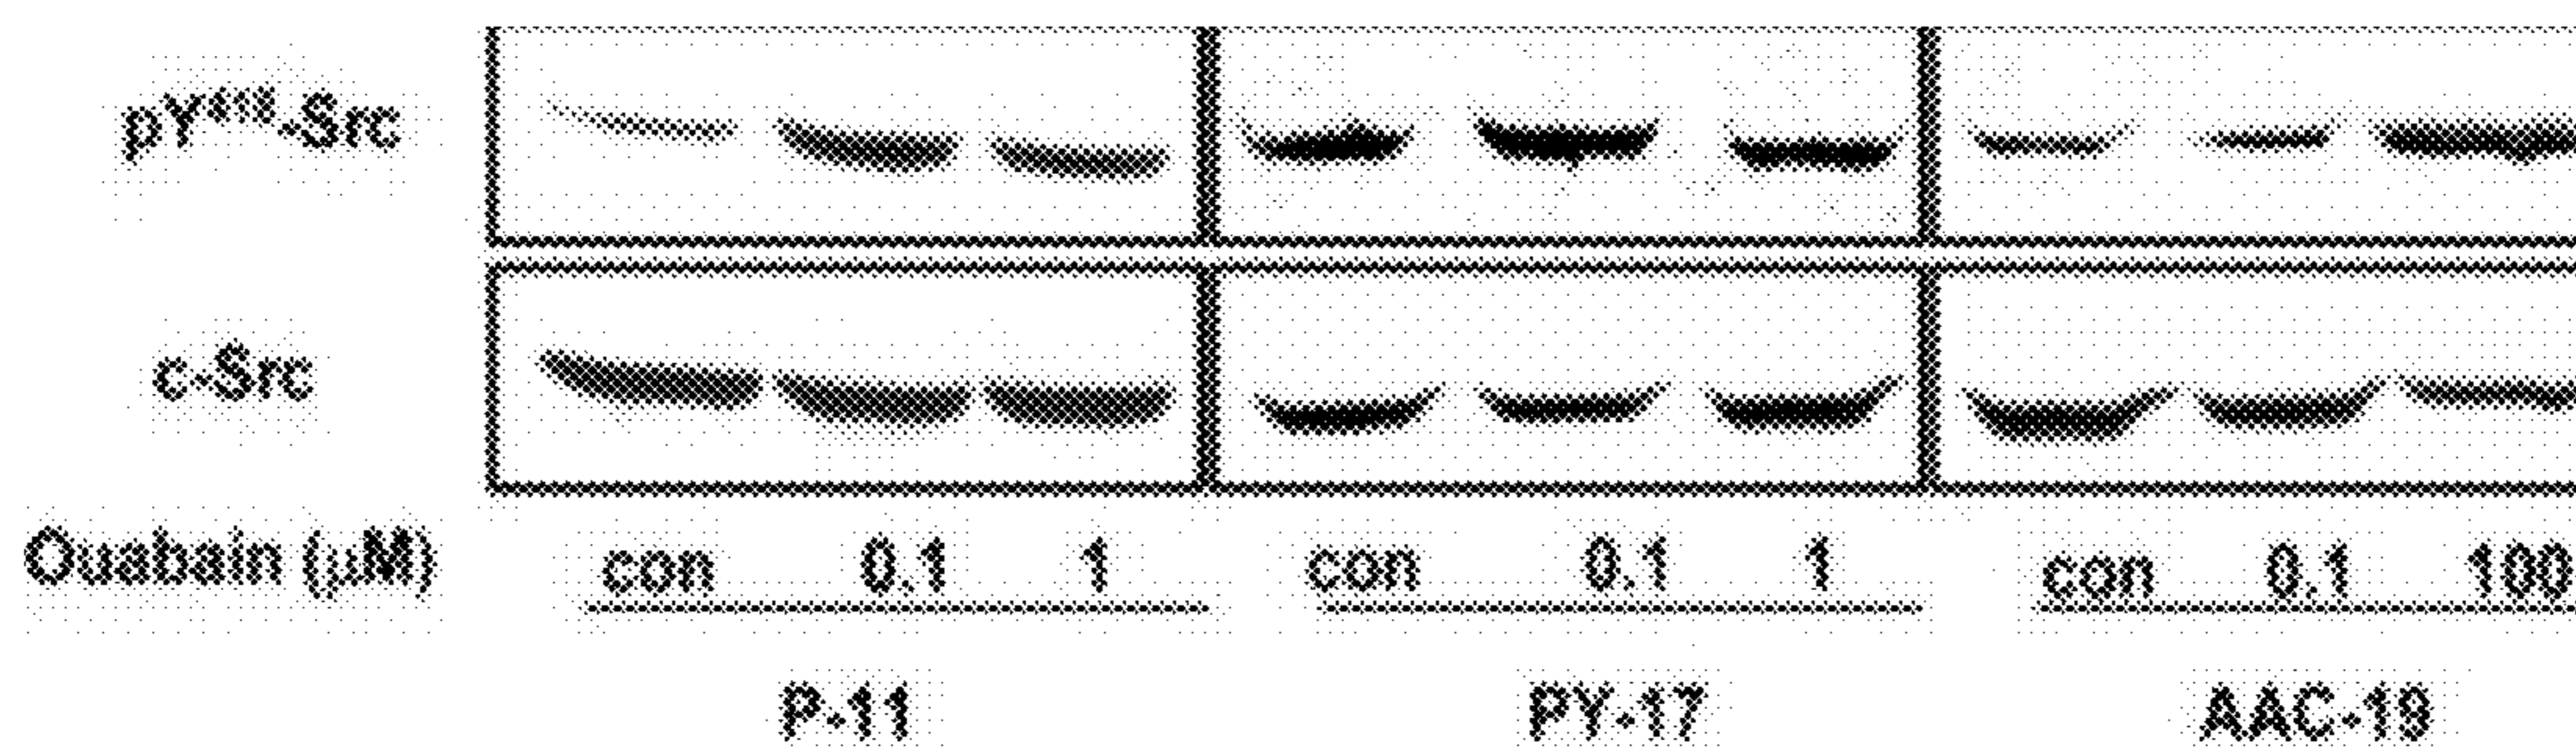 pY⁴¹⁸-Src
c-Src
Ouabain (μM) con 0.1 1 con 0.1 1 con 0.1 100
P-11 PY-17 AAC-19